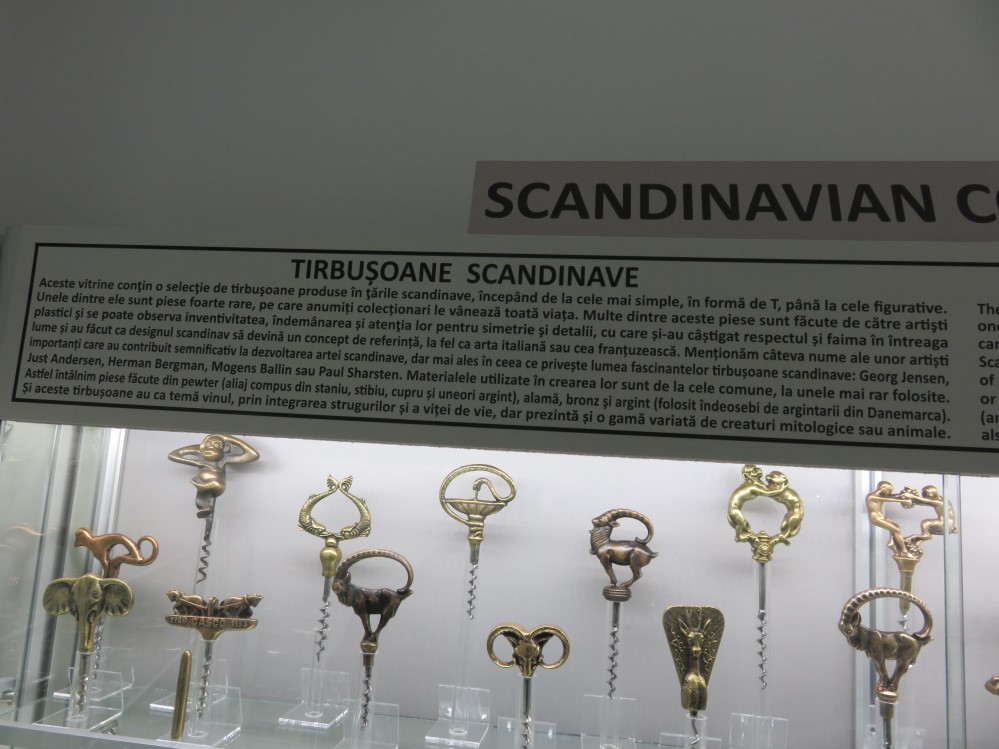 SCANDINAVIAN
TIRBUȘOANE SCANDINAVE
Aceste vitrine conțin o selecție de tirbușoane produse în țările scandinave, începând de la cele mai simple, în formă de T, până la cele figurative.
Unele dintre ele sunt piese foarte rare, pe care anumiți colecționari le vânează toată viața. Multe dintre aceste piese sunt făcute de către artiști
plastici și se poate observa inventivitatea, îndemânarea și atenția lor pentru simetrie și detalii, cu care și-au câștigat respectul și faima în întreaga
lume și au făcut ca designul scandinav să devină un concept de referință, la fel ca arta italiană sau cea franțuzească. Menționăm câteva nume ale unor artiști
importanți care au contribuit semnificativ la dezvoltarea artei scandinave, dar mai ales în ceea ce privește lumea fascinantelor tirbușoane scandinave: Georg Jensen,
Just Andersen, Herman Bergman, Mogens Ballin sau Paul Sharsten. Materialele utilizate în crearea lor sunt de la cele comune, la unele mai rar folosite.
Astfel întâlnim piese făcute din pewter (aliaj compus din staniu, stibiu, cupru și uneori argint), alamă, bronz și argint (folosit îndeosebi de argintarii din Danemarca).
Și aceste tirbușoane au ca temă vinul, prin integrarea strugurilor și a viței de vie, dar prezintă și o gamă variată de creaturi mitologice sau animale.
of
or
CASCO